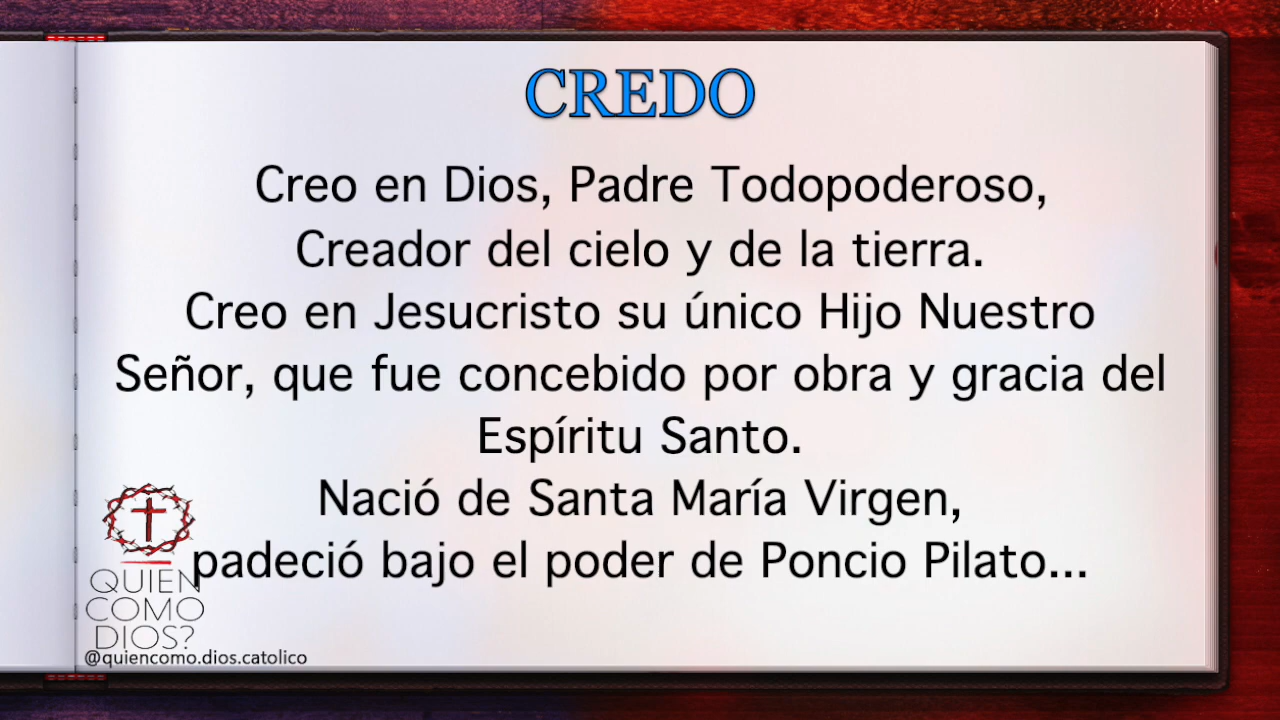 CREDO
Creo en Dios, Padre Todopoderoso,
Creador del cielo y de la tierra.
Creo en Jesucristo su único Hijo Nuestro
Señor, que fue concebido por obra y gracia del
Espíritu Santo.
Nació de Santa María Virgen,
padeció bajo el poder de Poncio Pilato...
QUIEN
COMO
DIOS?
@quiencomo.dios.catolico